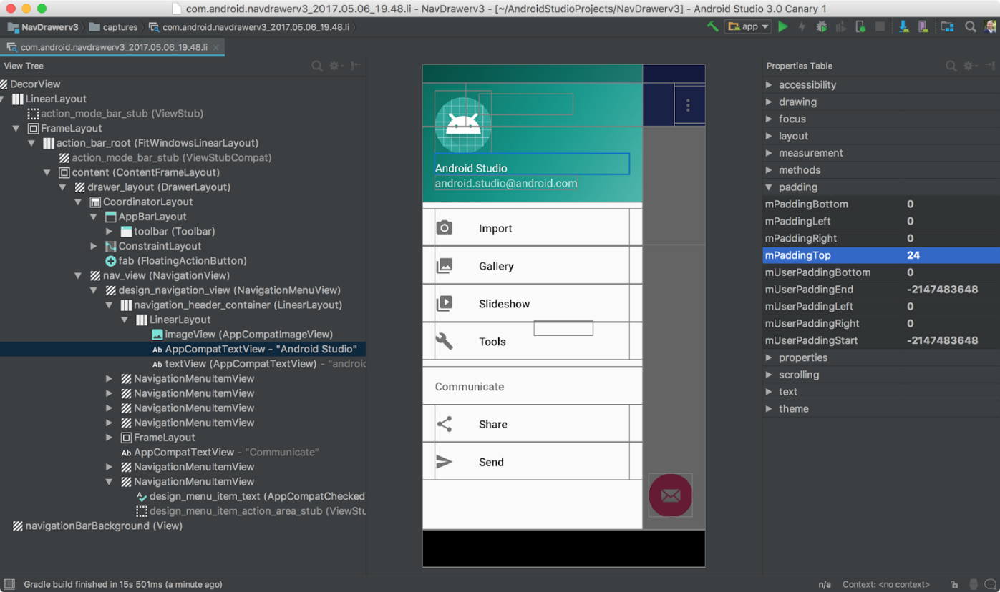 com.android.navdrawerv3_2017.05.06_19.48.li - NavDrawerv3 - [~/AndroidStudioProjects/NavDrawerv3] - Android Studio 3.0 Canary 1
NavDrawerv3 captures com.android.navdrawerv3_2017.05.06_19.48.li app
com.android.navdrawerv3_2017.05.06_19.48.li
View Tree
DecorView
LinearLayout
action_mode_bar_stub (ViewStub)
FrameLayout
action_bar_root (FitWindowsLinearLayout)
action_mode_bar_stub (ViewStubCompat)
content (ContentFrameLayout)
drawer_layout (DrawerLayout)
CoordinatorLayout
AppBarLayout
toolbar (Toolbar)
ConstraintLayout
fab (FloatingActionButton)
nav_view (NavigationView)
design_navigation_view (NavigationMenuView)
navigation_header_container (LinearLayout)
LinearLayout
imageView (AppCompatImageView)
Ab AppCompatTextView - "Android Studio"
Ab textView (AppCompatTextView) - "android
NavigationMenuItemView
NavigationMenuItemView
NavigationMenuItemView
NavigationMenuItemView
FrameLayout
Ab AppCompatTextView - "Communicate"
NavigationMenuItemView
NavigationMenuItemView
design_menu_item_text (AppCompatChecked
design_menu_item_action_area_stub (ViewStu
navigationBarBackground (View)
Android Studio
android.studio@android.com
Import
Gallery
Slideshow
Tools
Communicate
Share
Send
Properties Table
accessibility
drawing
focus
layout
measurement
methods
padding
mPaddingBottom 0
mPaddingLeft 0
mPaddingRight 0
mPaddingTop 24
mUserPaddingBottom 0
mUserPaddingEnd -2147483648
mUserPaddingLeft 0
mUserPaddingRight 0
mUserPaddingStart -2147483648
properties
scrolling
text
theme
Gradle build finished in 15s 501ms (a minute ago)
n/a Context: <no context>